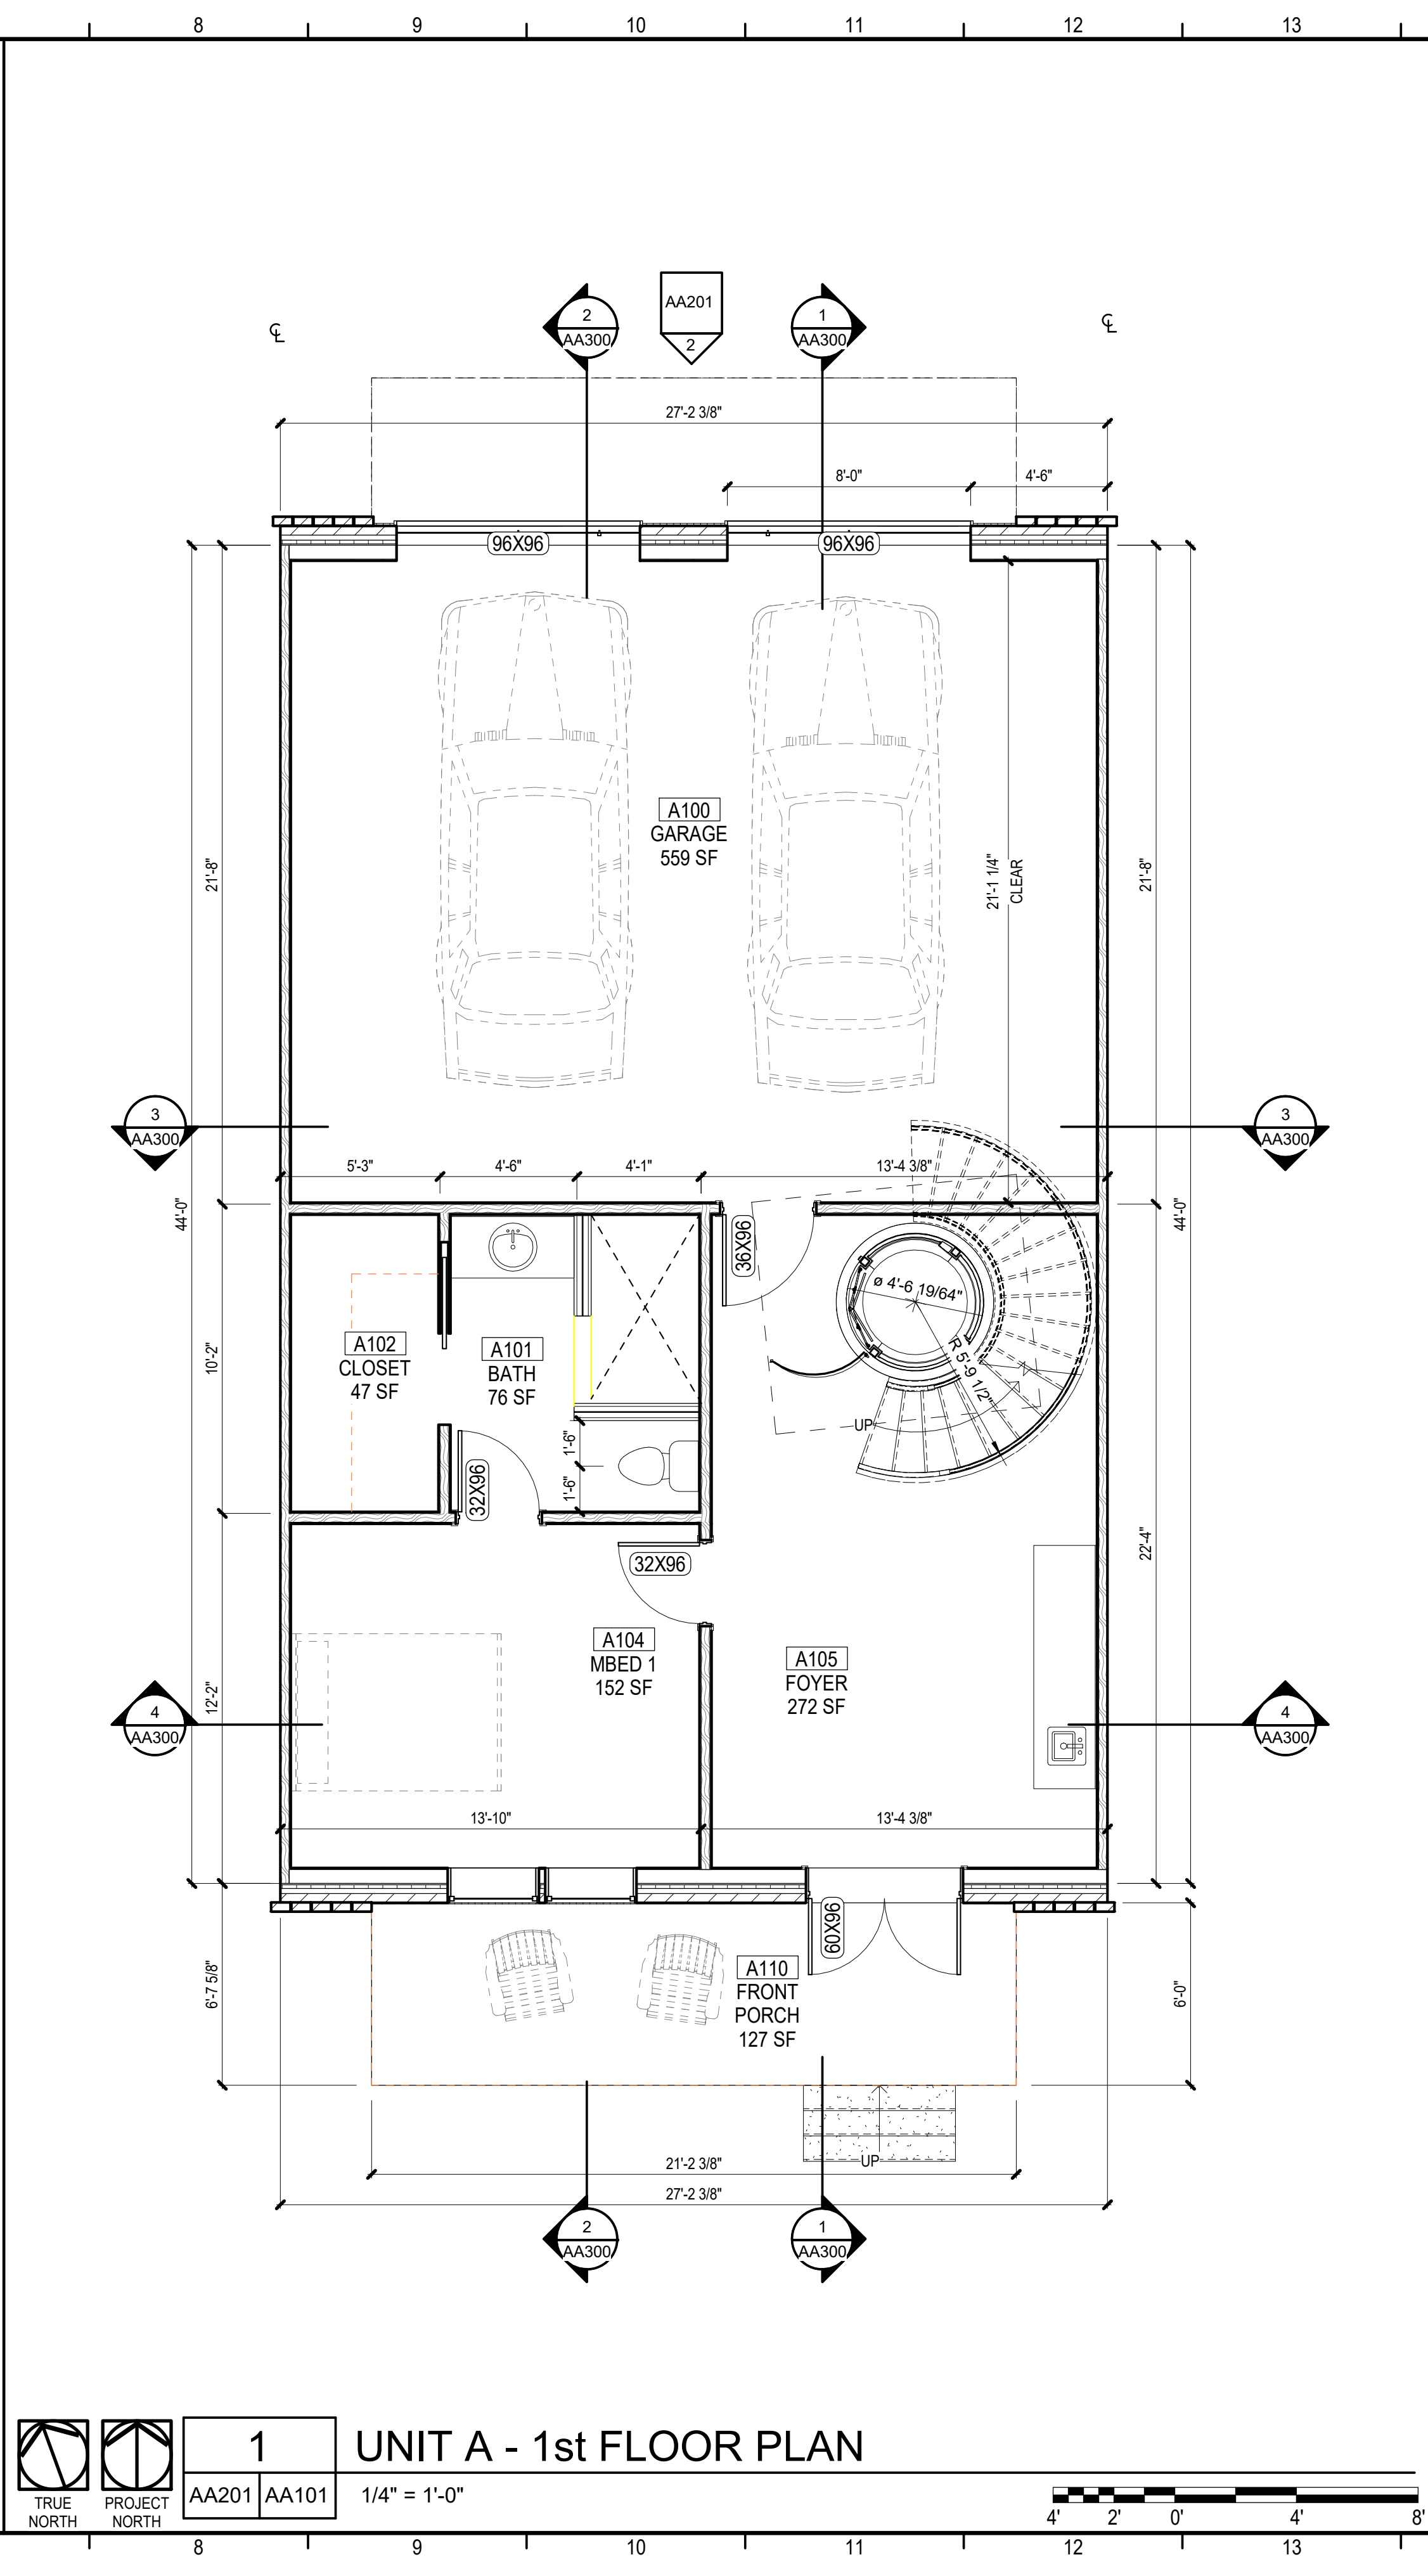 8 9 10 11 12 13
℄ ℄
2
AA300
AA201
2
1
AA300
27'-2 3/8"
8'-0" 4'-6"
96X96 96X96
A100
GARAGE
559 SF
21'-8"
21'-1 1/4"
CLEAR
21'-8"
3
AA300
3
AA300
5'-3" 4'-6" 4'-1" 13'-4 3/8"
44'-0"
44'-0"
36X96
ø 4'-6 19/64"
R 5'-9 1/2"
UP
10'-2"
A102
CLOSET
47 SF
A101
BATH
76 SF
1'-6"
1'-6"
32X96
32X96
22'-4"
A104
MBED 1
152 SF
A105
FOYER
272 SF
12'-2"
4
AA300
4
AA300
13'-10" 13'-4 3/8"
60X96
A110
FRONT
PORCH
127 SF
6'-7 5/8"
6'-0"
UP
21'-2 3/8"
27'-2 3/8"
2
AA300
1
AA300
TRUE
NORTH
PROJECT
NORTH
1
AA201 AA101
UNIT A - 1st FLOOR PLAN
1/4" = 1'-0"
4' 2' 0' 4' 8'
8 9 10 11 12 13